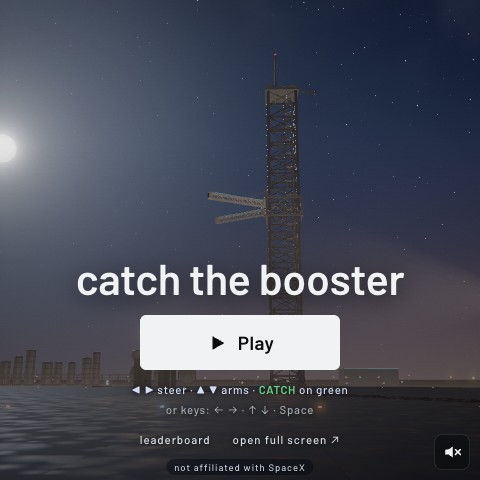 catch the booster
▶ Play
◀ ▶ steer · ▲ ▼ arms · CATCH on green
or keys: ← → · ↑ ↓ · Space
leaderboard open full screen ↗
not affiliated with SpaceX